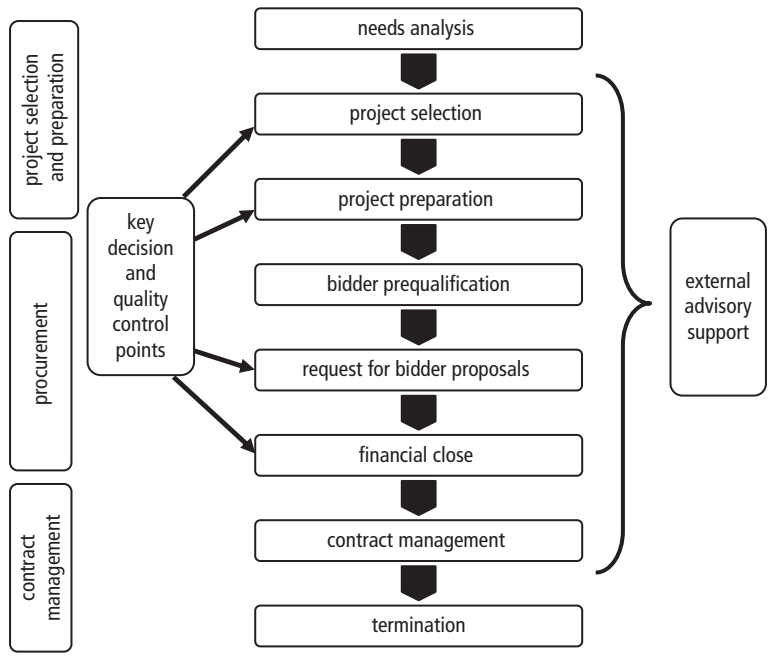 project selection
and preparation
procurement
contract
management
key
decision
and
quality
control
points
needs analysis
project selection
project preparation
bidder prequalification
request for bidder proposals
financial close
contract management
termination
external
advisory
support